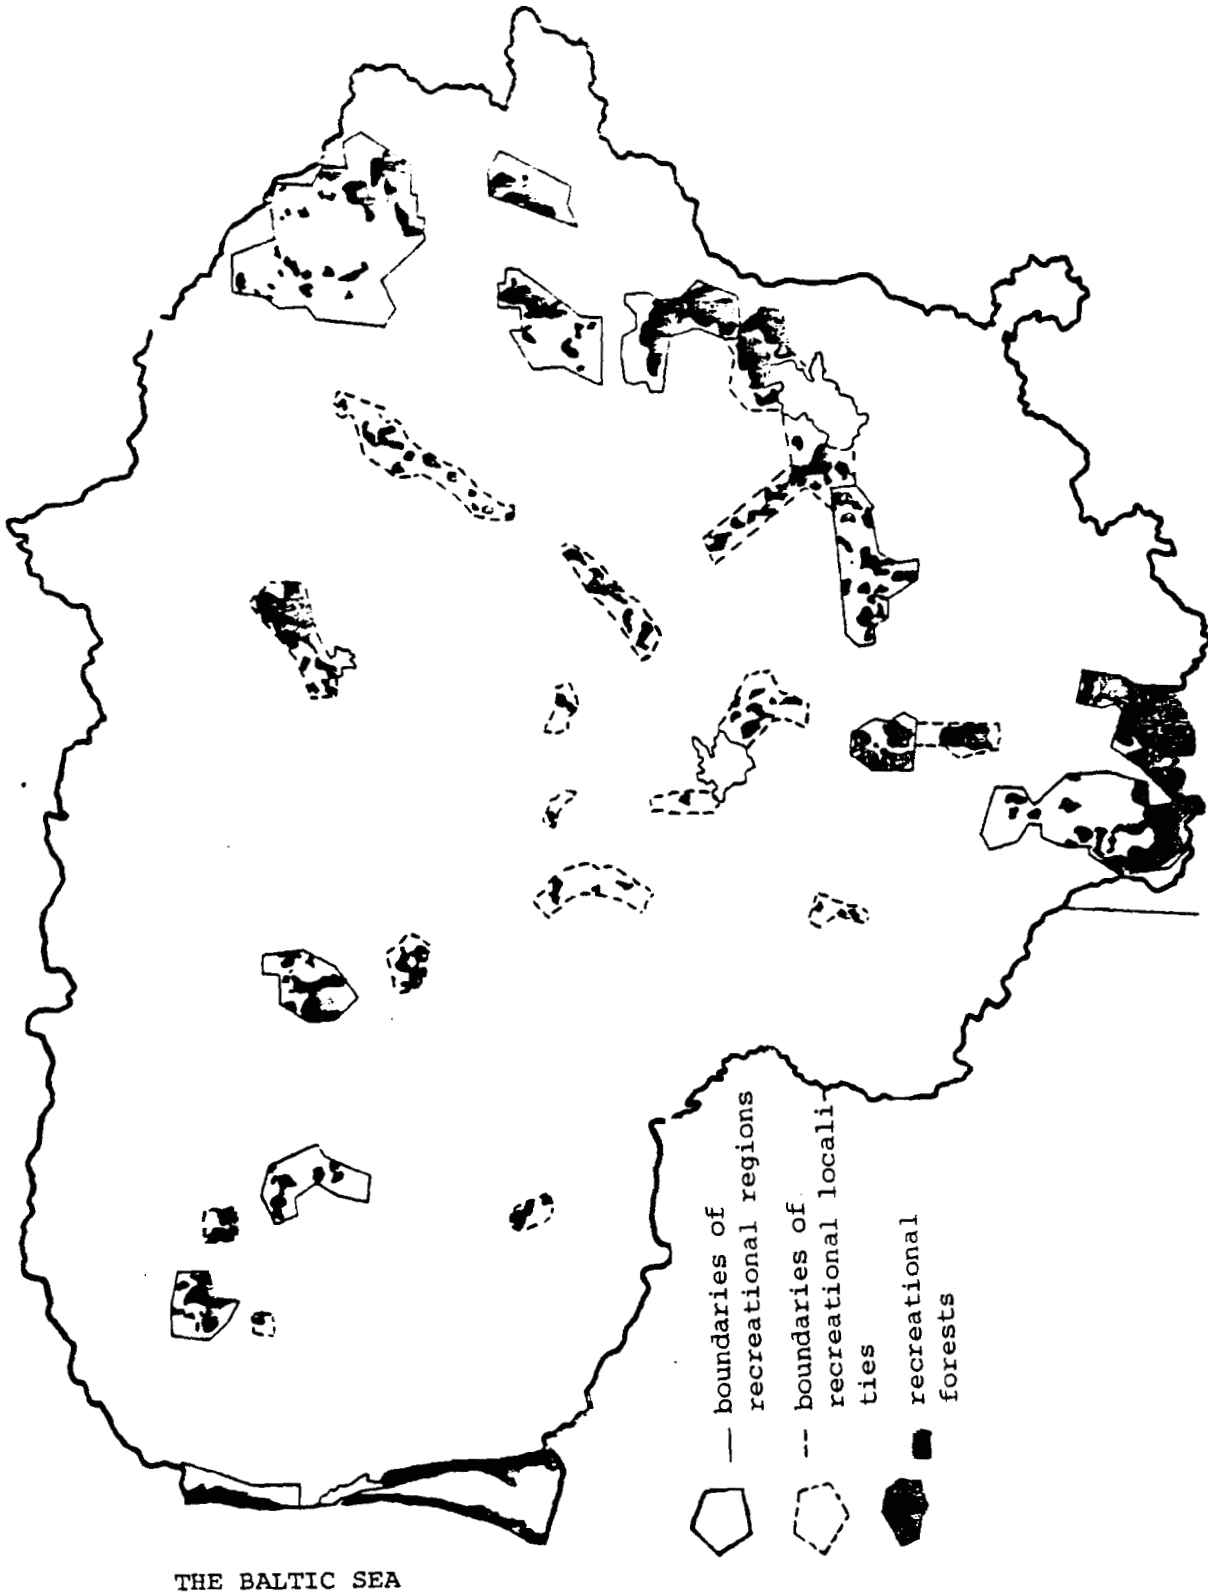 — boundaries of
recreational regions
-- boundaries of
recreational locali-
ties
recreational
forests
THE BALTIC SEA